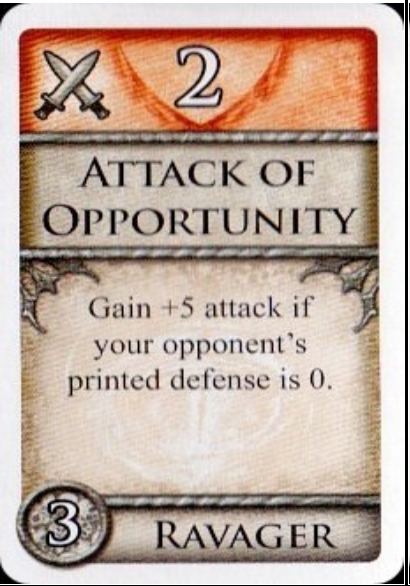 2
ATTACK OF
OPPORTUNITY
Gain +5 attack if
your opponent's
printed defense is 0.
3
RAVAGER